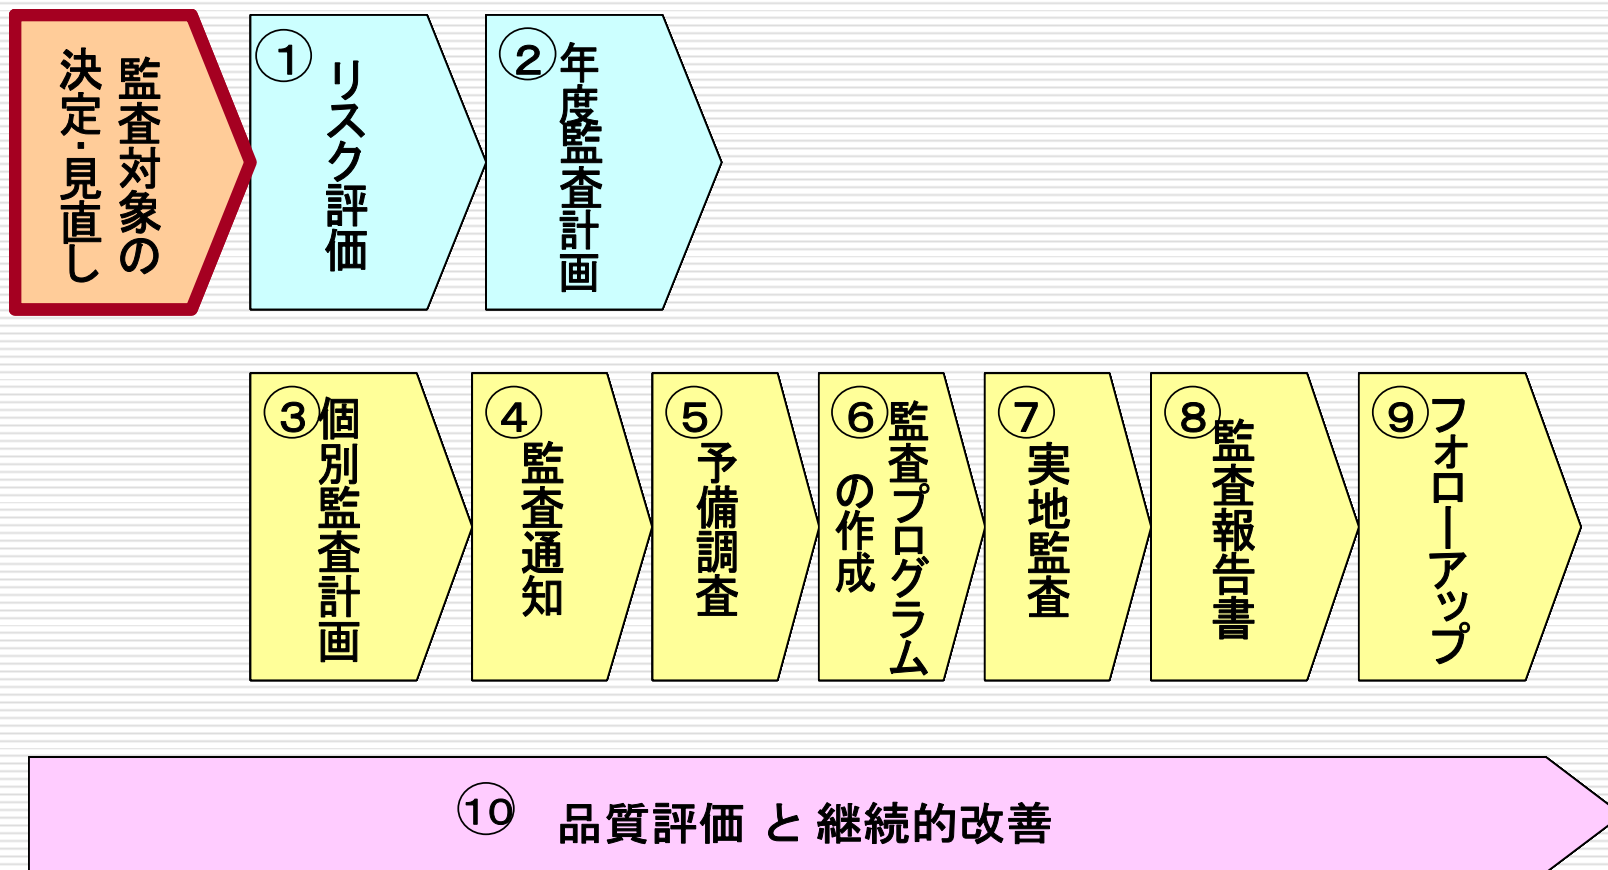 監査対象の
決定・見直し
①
リスク評価
②
年度監査計画
③
個別監査計画
④
監査通知
⑤
予備調査
⑥
監査プログラム
の作成
⑦
実地監査
⑧
監査報告書
⑨
フォローアップ
⑩
品質評価 と 継続的改善